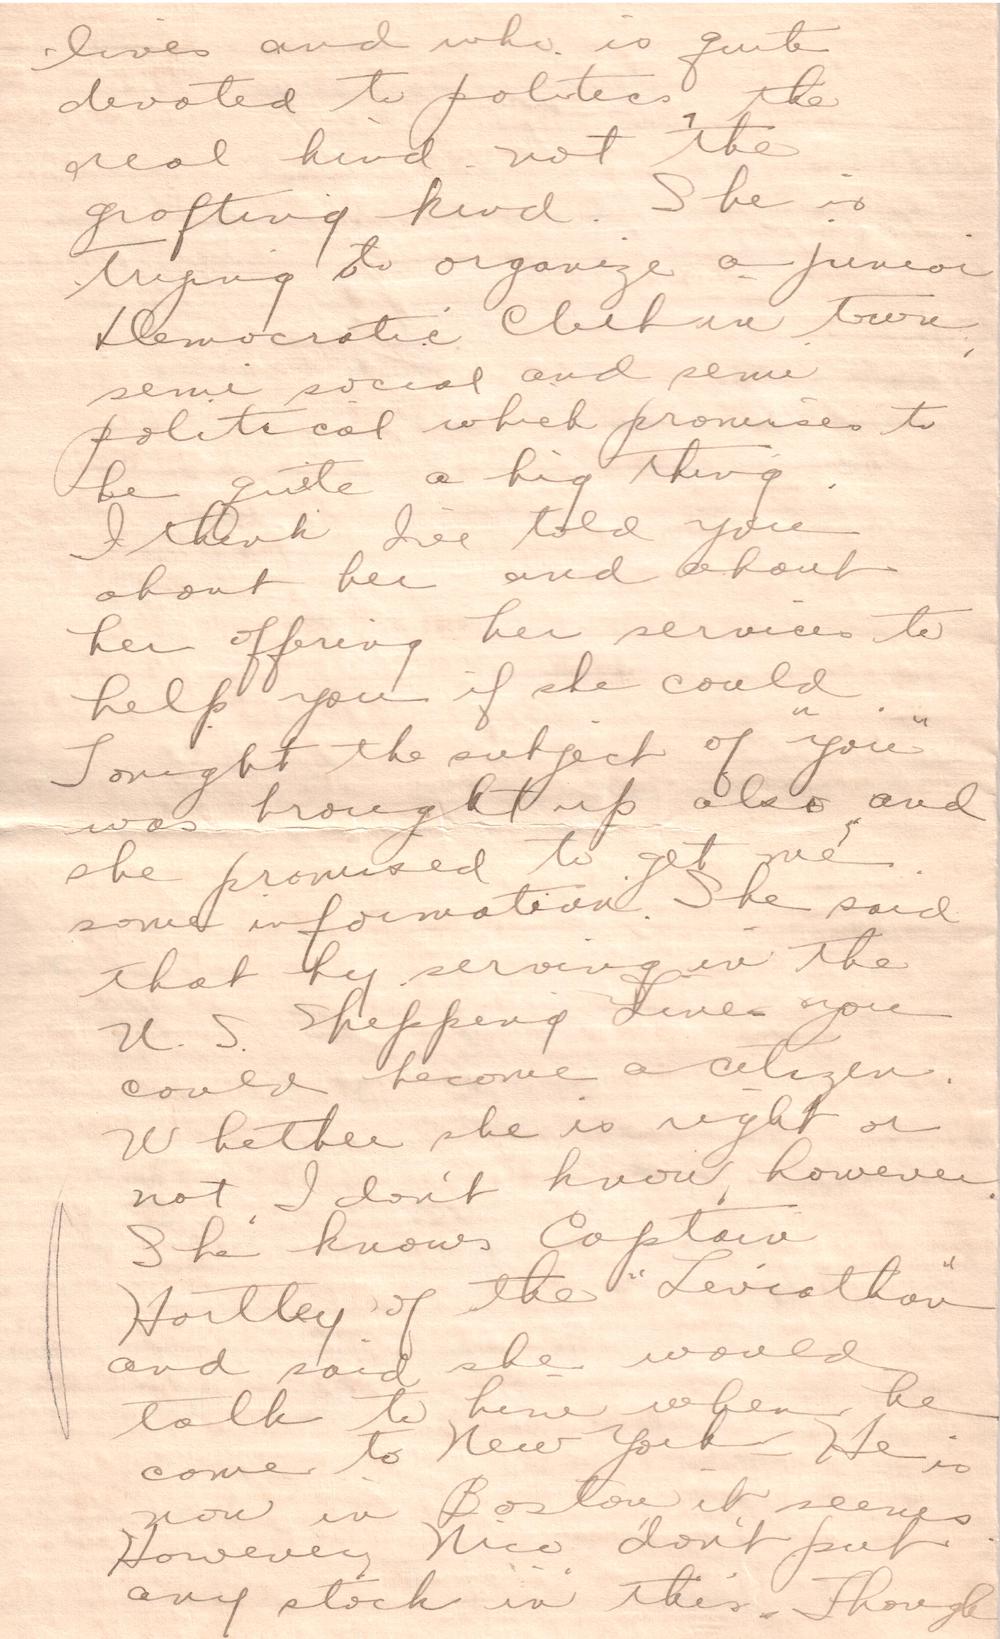 lives and who is quite
devoted to politics, the
real kind not the
grafting kind. She is
trying to organize a junior
Democratic Club in town,
semi social and semi
political which promises to
be quite a big thing.
I think I've told you
about her and about
her offering her services to
help you if she could
Tonight the subject of "you"
was brought up also and
she promised to get me
some information. She said
that by serving in the
U.S. Shipping Lines you
could become a citizen.
Whether she is right or
not I don't know, however.
She knows Captain
Hartley of the "Leviathan"
and said she would
talk to him when he
come to New York He is
now in Boston it seems.
However, Nico don't put
any stock in this. Though